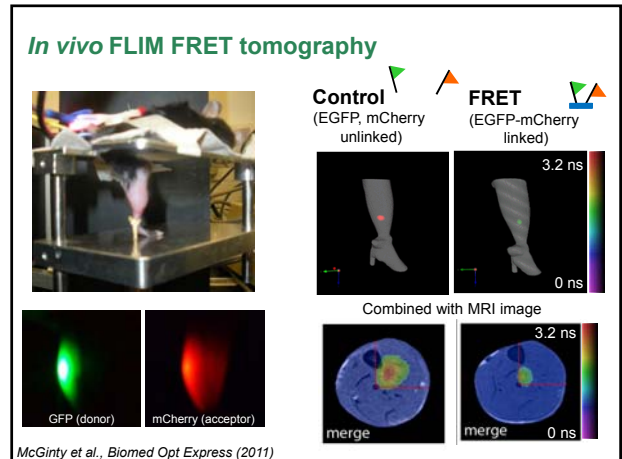 In vivo FLIM FRET tomography
Control
(EGFP, mCherry
unlinked)
FRET
(EGFP-mCherry
linked)
3.2 ns
0 ns
Combined with MRI image
GFP (donor)
mCherry (acceptor)
merge
merge
3.2 ns
0 ns
McGinty et al., Biomed Opt Express (2011)